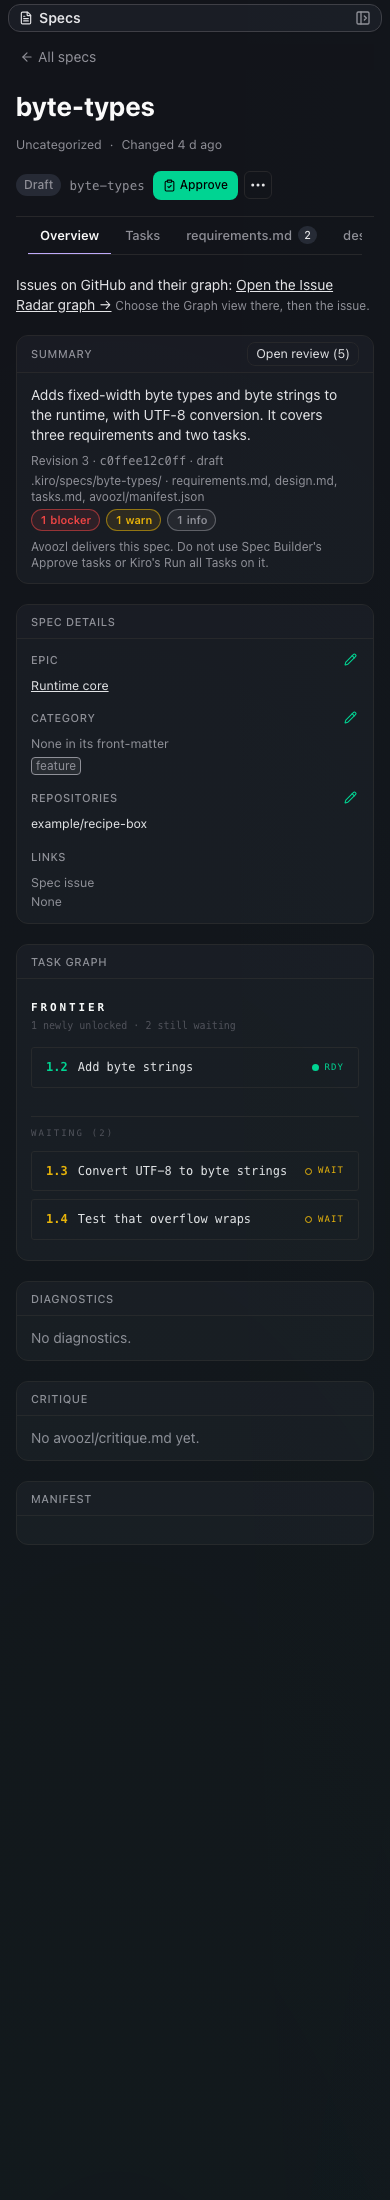 Specs
All specs
byte-types
Uncategorized · Changed 4 d ago
Draft byte-types Approve
Overview Tasks requirements.md 2 des
Issues on GitHub and their graph: Open the Issue
Radar graph → Choose the Graph view there, then the issue.
SUMMARY Open review (5)
Adds fixed-width byte types and byte strings to
the runtime, with UTF-8 conversion. It covers
three requirements and two tasks.
Revision 3 · c0ffee12c0ff · draft
.kiro/specs/byte-types/ · requirements.md, design.md,
tasks.md, avoozl/manifest.json
1 blocker 1 warn 1 info
Avoozl delivers this spec. Do not use Spec Builder's
Approve tasks or Kiro's Run all Tasks on it.
SPEC DETAILS
EPIC
Runtime core
CATEGORY
None in its front-matter
feature
REPOSITORIES
example/recipe-box
LINKS
Spec issue
None
TASK GRAPH
FRONTIER
1 newly unlocked · 2 still waiting
1.2 Add byte strings RDY
WAITING (2)
1.3 Convert UTF-8 to byte strings WAIT
1.4 Test that overflow wraps WAIT
DIAGNOSTICS
No diagnostics.
CRITIQUE
No avoozl/critique.md yet.
MANIFEST